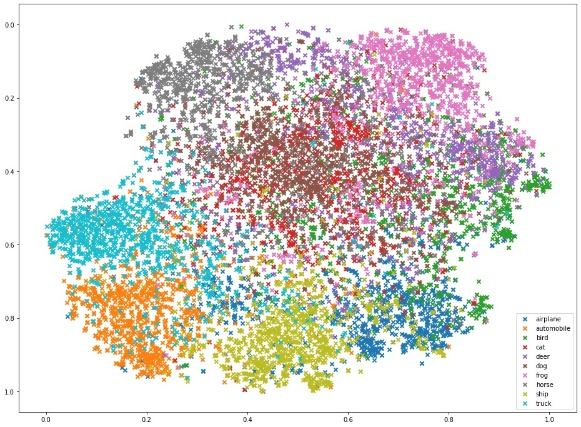 0.0
0.2
0.4
0.6
0.8
1.0
airplane
automobile
bird
cat
deer
dog
frog
horse
ship
truck
0.0 0.2 0.4 0.6 0.8 1.0